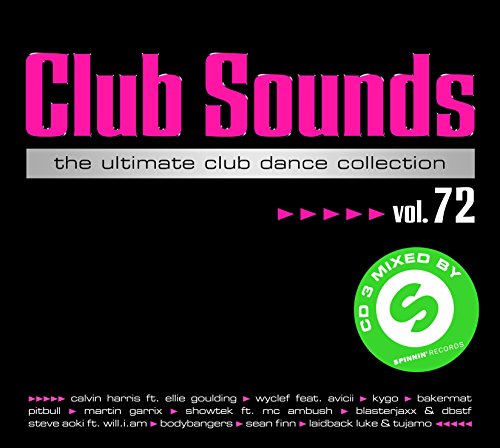 Club Sounds
the ultimate club dance collection
▶▶▶▶▶ vol. 72
CD 3 MIXED BY
S
SPINNIN' RECORDS
▶▶▶▶▶ calvin harris ft. ellie goulding ▶ wyclef feat. avicii ▶ kygo ▶ bakermat
pitbull ▶ martin garrix ▶ showtek ft. mc ambush ▶ blasterjaxx & dbstf
steve aoki ft. will.i.am ▶ bodybangers ▶ sean finn ▶ laidback luke & tujamo ◀◀◀◀◀